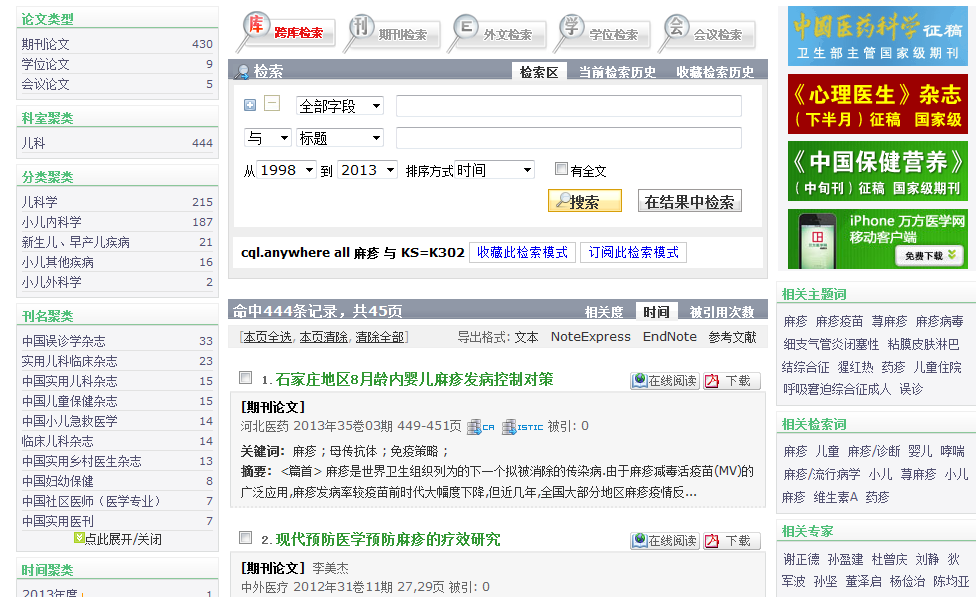 论文类型
期刊论文 430
学位论文 9
会议论文 5
科室聚类
儿科 444
分类聚类
儿科学 215
小儿内科学 187
新生儿、早产儿疾病 21
小儿其他疾病 16
小儿外科学 2
刊名聚类
中国误诊学杂志 33
实用儿科临床杂志 23
中国实用儿科杂志 15
中国儿童保健杂志 15
中国小儿急救医学 14
临床儿科杂志 14
中国实用乡村医生杂志 13
中国妇幼保健 8
中国社区医师(医学专业) 7
中国实用医刊 7
点此展开/关闭
时间聚类
2013年度 1
库 跨库检索 刊 期刊检索 E 外文检索 学 学位检索 会 会议检索
检索 检索区 当前检索历史 收藏检索历史
全部字段
与 标题
从 1998 到 2013 排序方式 时间 有全文
搜索 在结果中检索
cql.anywhere all 麻疹 与 KS=K302 收藏此检索模式 订阅此检索模式
命中444条记录，共45页 相关度 时间 被引用次数
[本页全选, 本页清除, 清除全部] 导出格式: 文本 NoteExpress EndNote 参考文献
1. 石家庄地区8月龄内婴儿麻疹发病控制对策 在线阅读 下载
[期刊论文]
河北医药 2013年35卷03期 449-451页 CA ISTIC 被引: 0
关键词: 麻疹；母传抗体；免疫策略；
摘要: <篇首> 麻疹是世界卫生组织列为的下一个拟被消除的传染病.由于麻疹减毒活疫苗(MV)的
广泛应用,麻疹发病率较疫苗前时代大幅度下降,但近几年,全国大部分地区麻疹疫情反...
2. 现代预防医学预防麻疹的疗效研究 在线阅读 下载
[期刊论文] 李美杰
中外医疗 2012年31卷11期 27,29页 被引: 0
中国医药科学 征稿
卫生部主管国家级期刊
《心理医生》杂志
(下半月)征稿 国家级
《中国保健营养》
(中旬刊)征稿 国家级期刊
iPhone 万方医学网
移动客户端
免费下载
相关主题词
麻疹 麻疹疫苗 荨麻疹 麻疹病毒
细支气管炎闭塞性 粘膜皮肤淋巴
结综合征 猩红热 药疹 儿童住院
呼吸窘迫综合征成人 误诊
相关检索词
麻疹 儿童 麻疹/诊断 婴儿 哮喘
麻疹/流行病学 小儿 荨麻疹 小儿
麻疹 维生素A 药疹
相关专家
谢正德 孙盈建 杜曾庆 刘静 狄
军波 孙坚 董泽启 杨俭治 陈均亚